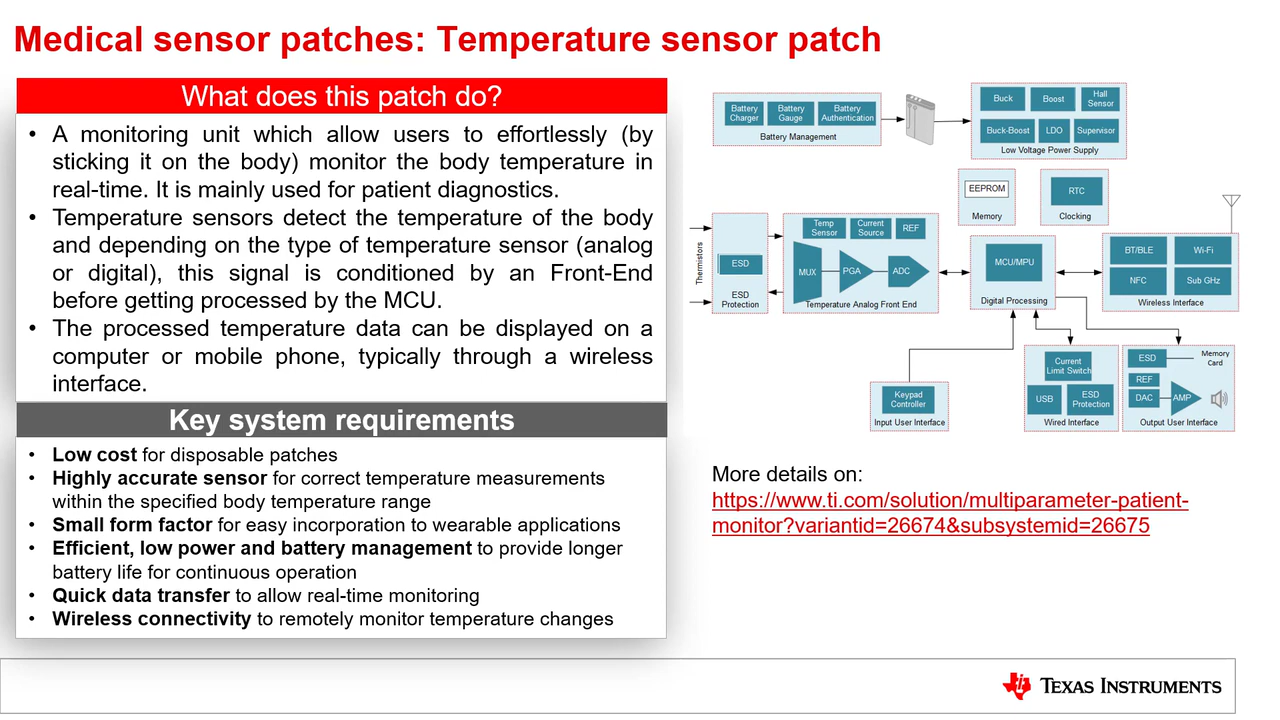 Medical sensor patches: Temperature sensor patch
What does this patch do?
• A monitoring unit which allow users to effortlessly (by
sticking it on the body) monitor the body temperature in
real-time. It is mainly used for patient diagnostics.
• Temperature sensors detect the temperature of the body
and depending on the type of temperature sensor (analog
or digital), this signal is conditioned by an Front-End
before getting processed by the MCU.
• The processed temperature data can be displayed on a
computer or mobile phone, typically through a wireless
interface.
Key system requirements
• Low cost for disposable patches
• Highly accurate sensor for correct temperature measurements
within the specified body temperature range
• Small form factor for easy incorporation to wearable applications
• Efficient, low power and battery management to provide longer
battery life for continuous operation
• Quick data transfer to allow real-time monitoring
• Wireless connectivity to remotely monitor temperature changes
Battery
Charger
Battery
Gauge
Battery
Authentication
Battery Management
Buck
Boost
Hall
Sensor
Buck-Boost
LDO
Supervisor
Low Voltage Power Supply
EEPROM
Memory
RTC
Clocking
Thermistors
ESD
ESD
Protection
Temp
Sensor
Current
Source
REF
MUX
PGA
ADC
Temperature Analog Front End
MCU/MPU
Digital Processing
BT/BLE
Wi-Fi
NFC
Sub GHz
Wireless Interface
Keypad
Controller
Input User Interface
Current
Limit Switch
USB
ESD
Protection
Wired Interface
ESD
Memory
Card
REF
DAC
AMP
Output User Interface
More details on:
https://www.ti.com/solution/multiparameter-patient-
monitor?variantid=26674&subsystemid=26675
TEXAS INSTRUMENTS